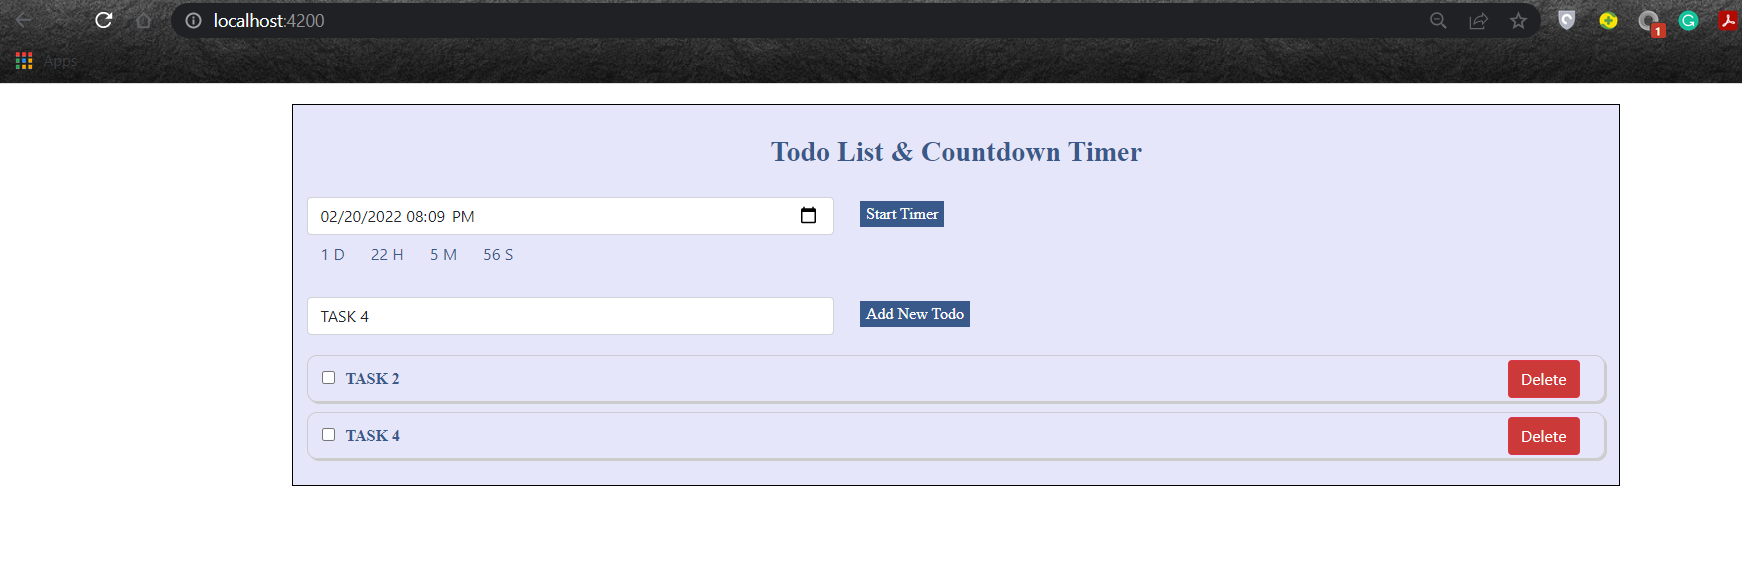 localhost:4200
1
Apps
Todo List & Countdown Timer
02/20/2022 08:09 PM
Start Timer
1 D 22 H 5 M 56 S
TASK 4
Add New Todo
TASK 2
Delete
TASK 4
Delete